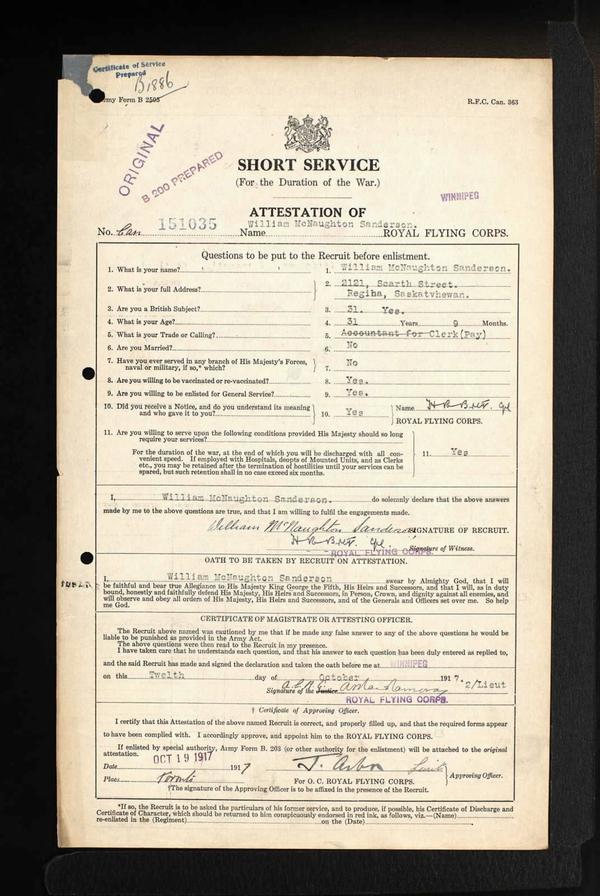 Certificate of Service
Prepared
B1886
Army Form B 2505
R.F.C. Can. 363
ORIGINAL
B 200 PREPARED
SHORT SERVICE
(For the Duration of the War.)
WINNIPEG
ATTESTATION OF
No. Can 151035 Name William McNaughton Sanderson. ROYAL FLYING CORPS.
Questions to be put to the Recruit before enlistment.
1. What is your name? 1. William McNaughton Sanderson.
2. What is your full Address? 2. 2121, Scarth Street.
Regiha, Saskatvhewan.
3. Are you a British Subject? 3. 31. Yes.
4. What is your Age? 4. 31 Years 9 Months.
5. What is your Trade or Calling? 5. Accountant for Clerk(Pay)
6. Are you Married? 6. No
7. Have you ever served in any branch of His Majesty's Forces,
naval or military, if so,* which? 7. No
8. Are you willing to be vaccinated or re-vaccinated? 8. Yes.
9. Are you willing to be enlisted for General Service? 9. Yes.
10. Did you receive a Notice, and do you understand its meaning
and who gave it to you? 10. Yes Name
ROYAL FLYING CORPS.
11. Are you willing to serve upon the following conditions provided His Majesty should so long
require your services?
For the duration of the war, at the end of which you will be discharged with all con-
venient speed. If employed with Hospitals, depots of Mounted Units, and as Clerks
etc., you may be retained after the termination of hostilities until your services can be
spared, but such retention shall in no case exceed six months. 11. Yes
I, William McNaughton Sanderson. do solemnly declare that the above answers
made by me to the above questions are true, and that I am willing to fulfil the engagements made.
William McNaughton Sanderson SIGNATURE OF RECRUIT.
Signature of Witness.
ROYAL FLYING CORPS.
OATH TO BE TAKEN BY RECRUIT ON ATTESTATION.
I, William McNaughton Sanderson swear by Almighty God, that I will
be faithful and bear true Allegiance to His Majesty King George the Fifth, His Heirs and Successors, and that I will, as in duty
bound, honestly and faithfully defend His Majesty, His Heirs and Successors, in Person, Crown, and dignity against all enemies, and
will observe and obey all orders of His Majesty, His Heirs and Successors, and of the Generals and Officers set over me. So help
me God.
CERTIFICATE OF MAGISTRATE OR ATTESTING OFFICER.
The Recruit above named was cautioned by me that if he made any false answer to any of the above questions he would be
liable to be punished as provided in the Army Act.
The above questions were then read to the Recruit in my presence.
I have taken care that he understands each question, and that his answer to each question has been duly entered as replied to,
and the said Recruit has made and signed the declaration and taken the oath before me at WINNIPEG
on this Twelth day of October 1917.
Signature of the Justice 2/Lieut
ROYAL FLYING CORPS.
† Certificate of Approving Officer.
I certify that this Attestation of the above named Recruit is correct, and properly filled up, and that the required forms appear
to have been complied with. I accordingly approve, and appoint him to the ROYAL FLYING CORPS.
If enlisted by special authority, Army Form B. 203 (or other authority for the enlistment) will be attached to the original
attestation.
OCT 19 1917
Date 1917
Approving Officer.
Place Toronto For O. C. ROYAL FLYING CORPS.
†The signature of the Approving Officer is to be affixed in the presence of the Recruit.
*If so, the Recruit is to be asked the particulars of his former service, and to produce, if possible, his Certificate of Discharge and
Certificate of Character, which should be returned to him conspicuously endorsed in red ink, as follows, viz.—(Name)
re-enlisted in the (Regiment) on the (Date)